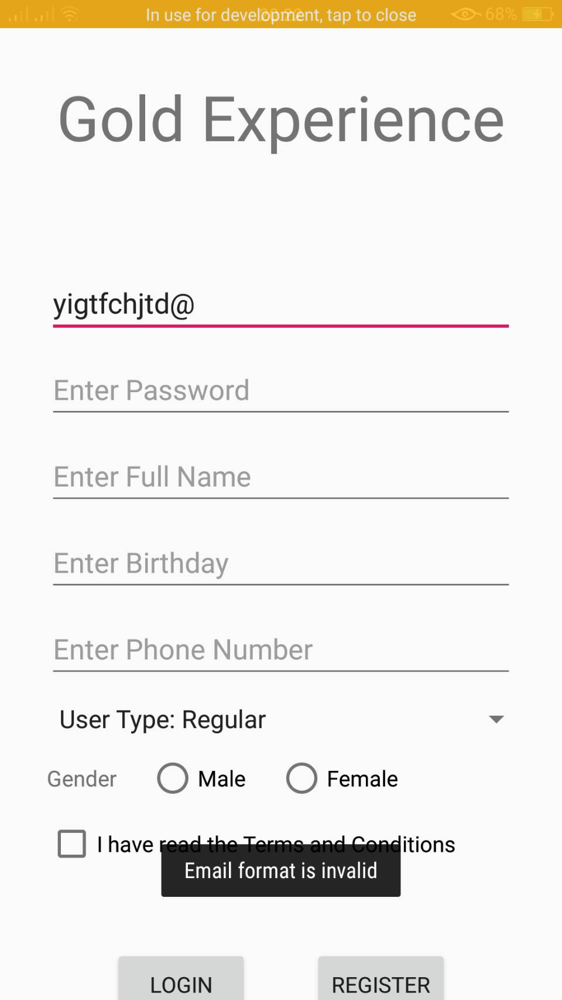 In use for development, tap to close
68%
Gold Experience
yigtfchjtd@
Enter Password
Enter Full Name
Enter Birthday
Enter Phone Number
User Type: Regular
Gender Male Female
I have read the Terms and Conditions
Email format is invalid
LOGIN REGISTER